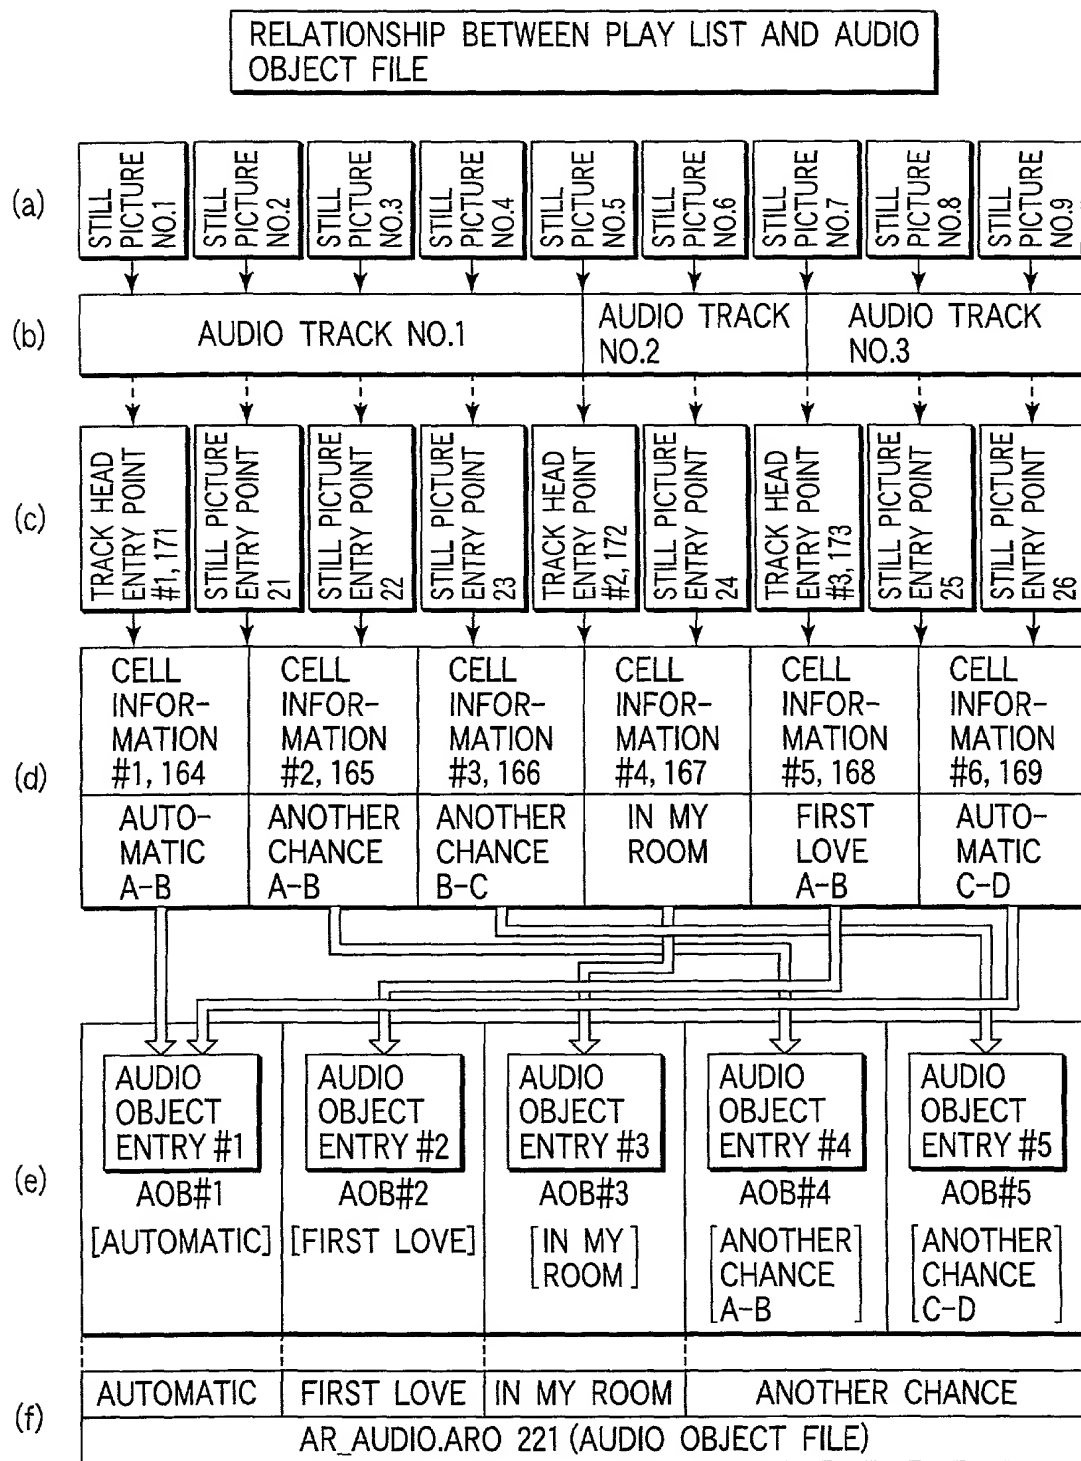 RELATIONSHIP BETWEEN PLAY LIST AND AUDIO
OBJECT FILE
(a)
STILL
PICTURE
NO.1
STILL
PICTURE
NO.2
STILL
PICTURE
NO.3
STILL
PICTURE
NO.4
STILL
PICTURE
NO.5
STILL
PICTURE
NO.6
STILL
PICTURE
NO.7
STILL
PICTURE
NO.8
STILL
PICTURE
NO.9
(b)
AUDIO TRACK NO.1
AUDIO TRACK
NO.2
AUDIO TRACK
NO.3
(c)
TRACK HEAD
ENTRY POINT
#1, 171
STILL PICTURE
ENTRY POINT
21
STILL PICTURE
ENTRY POINT
22
STILL PICTURE
ENTRY POINT
23
TRACK HEAD
ENTRY POINT
#2, 172
STILL PICTURE
ENTRY POINT
24
TRACK HEAD
ENTRY POINT
#3, 173
STILL PICTURE
ENTRY POINT
25
STILL PICTURE
ENTRY POINT
26
(d)
CELL
INFOR-
MATION
#1, 164
CELL
INFOR-
MATION
#2, 165
CELL
INFOR-
MATION
#3, 166
CELL
INFOR-
MATION
#4, 167
CELL
INFOR-
MATION
#5, 168
CELL
INFOR-
MATION
#6, 169
AUTO-
MATIC
A-B
ANOTHER
CHANCE
A-B
ANOTHER
CHANCE
B-C
IN MY
ROOM
FIRST
LOVE
A-B
AUTO-
MATIC
C-D
(e)
AUDIO
OBJECT
ENTRY #1
AOB#1
[AUTOMATIC]
AUDIO
OBJECT
ENTRY #2
AOB#2
[FIRST LOVE]
AUDIO
OBJECT
ENTRY #3
AOB#3
[IN MY
ROOM]
AUDIO
OBJECT
ENTRY #4
AOB#4
[ANOTHER
CHANCE
A-B]
AUDIO
OBJECT
ENTRY #5
AOB#5
[ANOTHER
CHANCE
C-D]
(f)
AUTOMATIC
FIRST LOVE
IN MY ROOM
ANOTHER CHANCE
AR_AUDIO.ARO 221 (AUDIO OBJECT FILE)